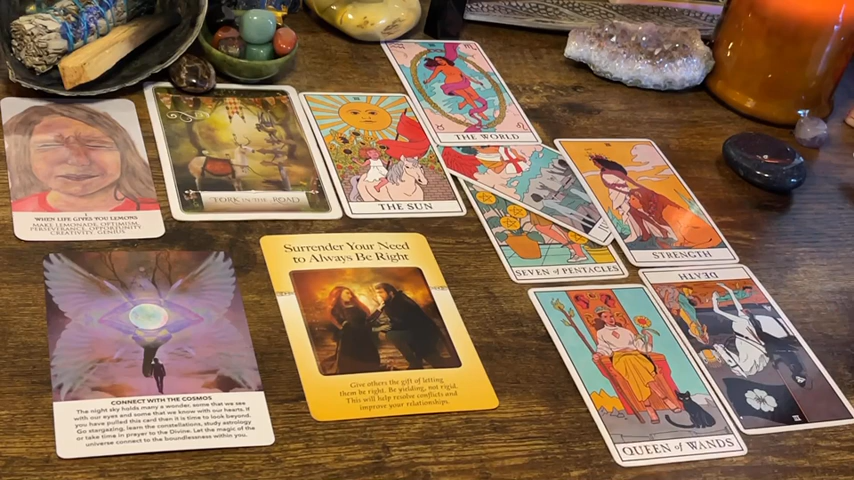 THE WORLD
WHEN LIFE GIVES YOU LEMONS
MAKE LEMONADE. OPTIMISM,
PERSEVERANCE, OPPORTUNITY
CREATIVITY, GENIUS
FORK IN THE ROAD
THE SUN
SEVEN of PENTACLES
STRENGTH
DEATH
QUEEN of WANDS
Surrender Your Need
to Always Be Right
Give others the gift of letting
them be right. Be yielding, not rigid.
This will help resolve conflicts and
improve your relationships.
CONNECT WITH THE COSMOS
The night sky holds many a wonder, some that we see
with our eyes and some that we know with our hearts. If
you have pulled this card then it is time to look beyond.
Go stargazing, learn the constellations, study astrology
or take time in prayer to the Divine. Let the magic of the
universe connect to the boundlessness within you.